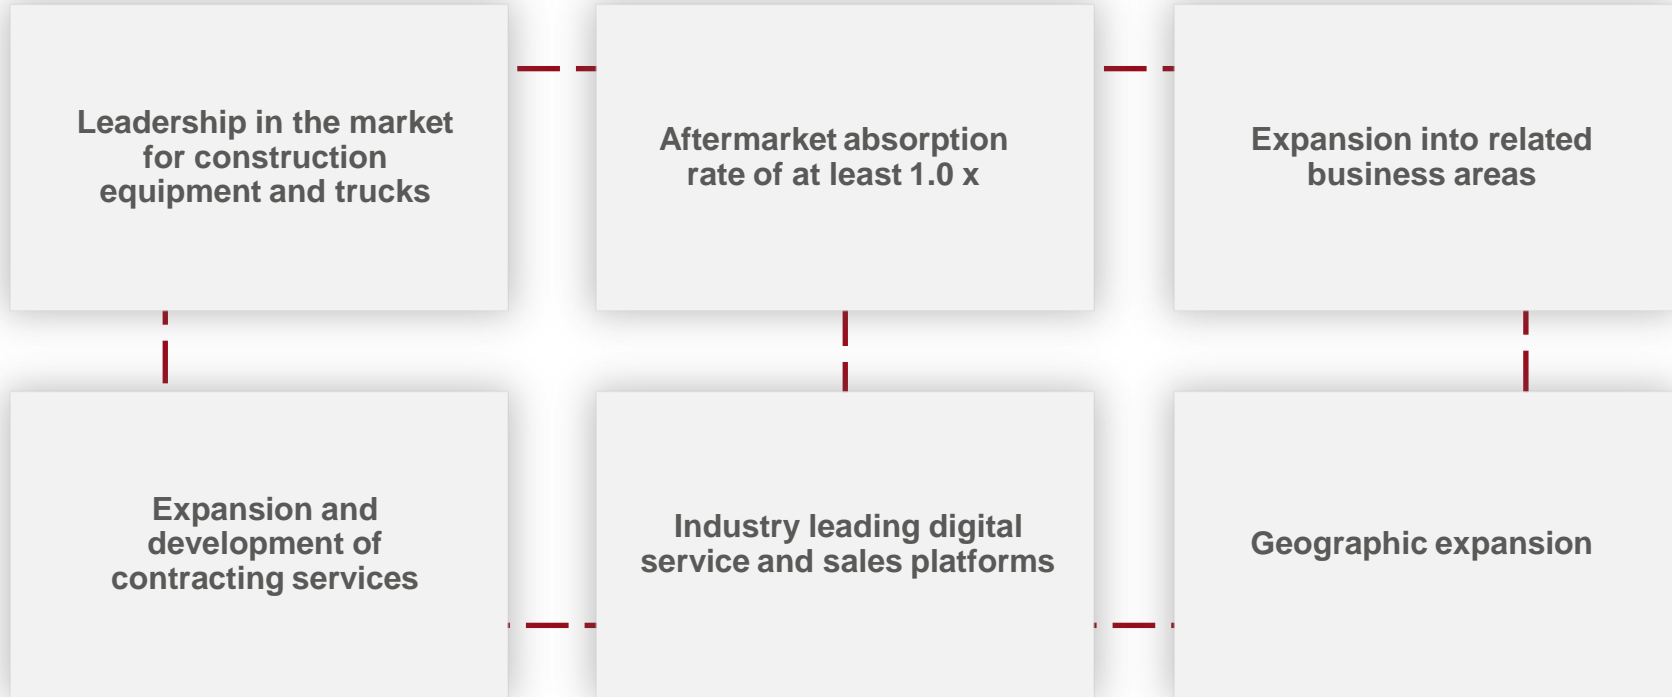 Leadership in the market
for construction
equipment and trucks
Aftermarket absorption
rate of at least 1.0 x
Expansion into related
business areas
Expansion and
development of
contracting services
Industry leading digital
service and sales platforms
Geographic expansion